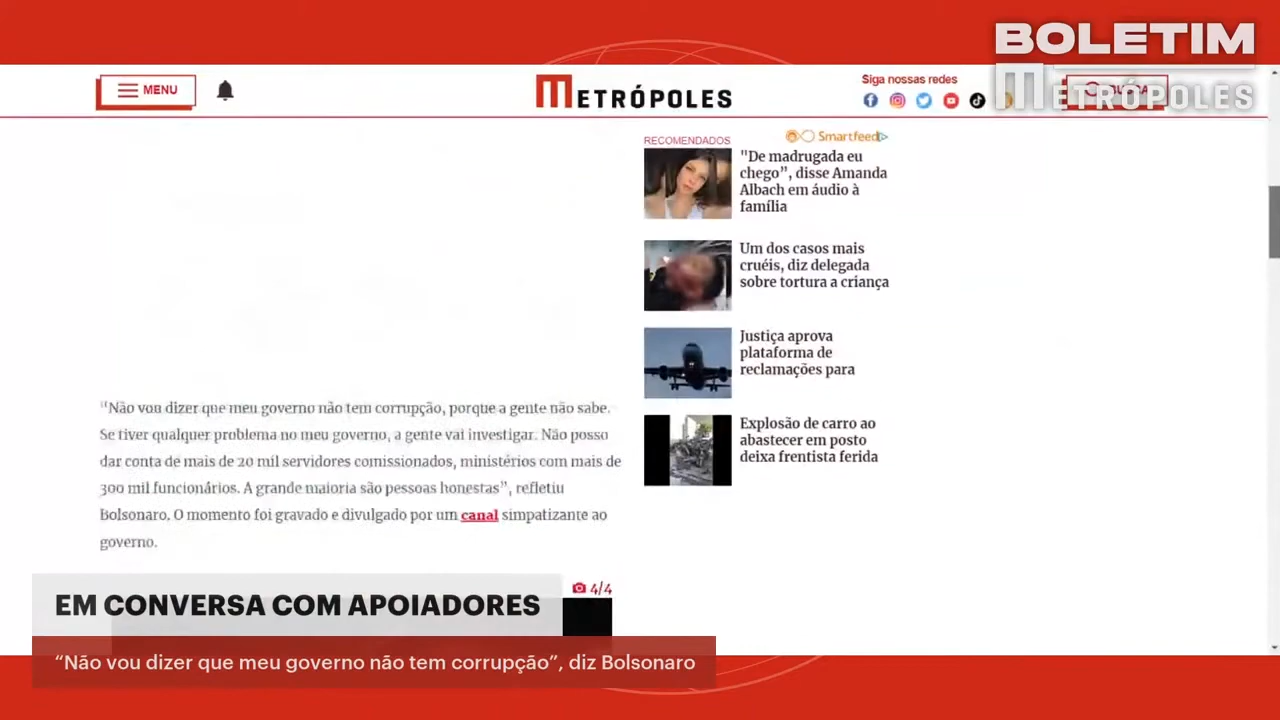 BOLETIM
METRÓPOLES
MENU
METRÓPOLES
Siga nossas redes
RECOMENDADOS
Smartfeed
"De madrugada eu
chego”, disse Amanda
Albach em áudio à
família
Um dos casos mais
cruéis, diz delegada
sobre tortura a criança
Justiça aprova
plataforma de
reclamações para
Explosão de carro ao
abastecer em posto
deixa frentista ferida
“Não vou dizer que meu governo não tem corrupção, porque a gente não sabe.
Se tiver qualquer problema no meu governo, a gente vai investigar. Não posso
dar conta de mais de 20 mil servidores comissionados, ministérios com mais de
300 mil funcionários. A grande maioria são pessoas honestas”, refletiu
Bolsonaro. O momento foi gravado e divulgado por um canal simpatizante ao
governo.
4/4
EM CONVERSA COM APOIADORES
“Não vou dizer que meu governo não tem corrupção”, diz Bolsonaro